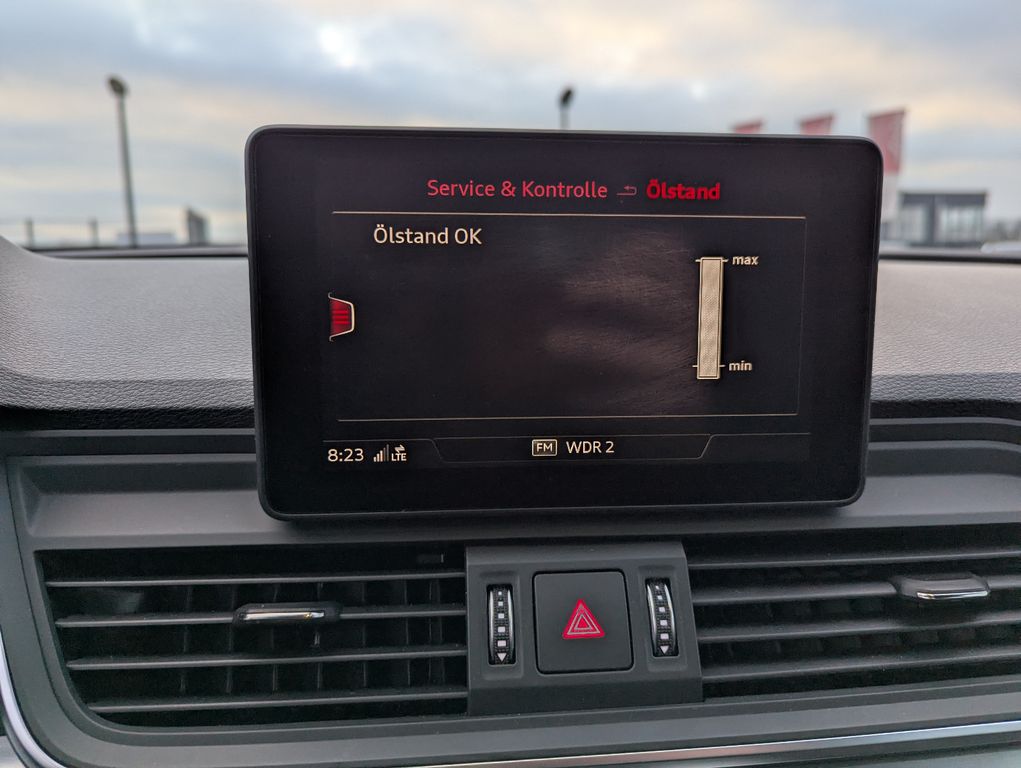 Service & Kontrolle Ölstand
Ölstand OK
max
min
8:23 LTE FM WDR 2